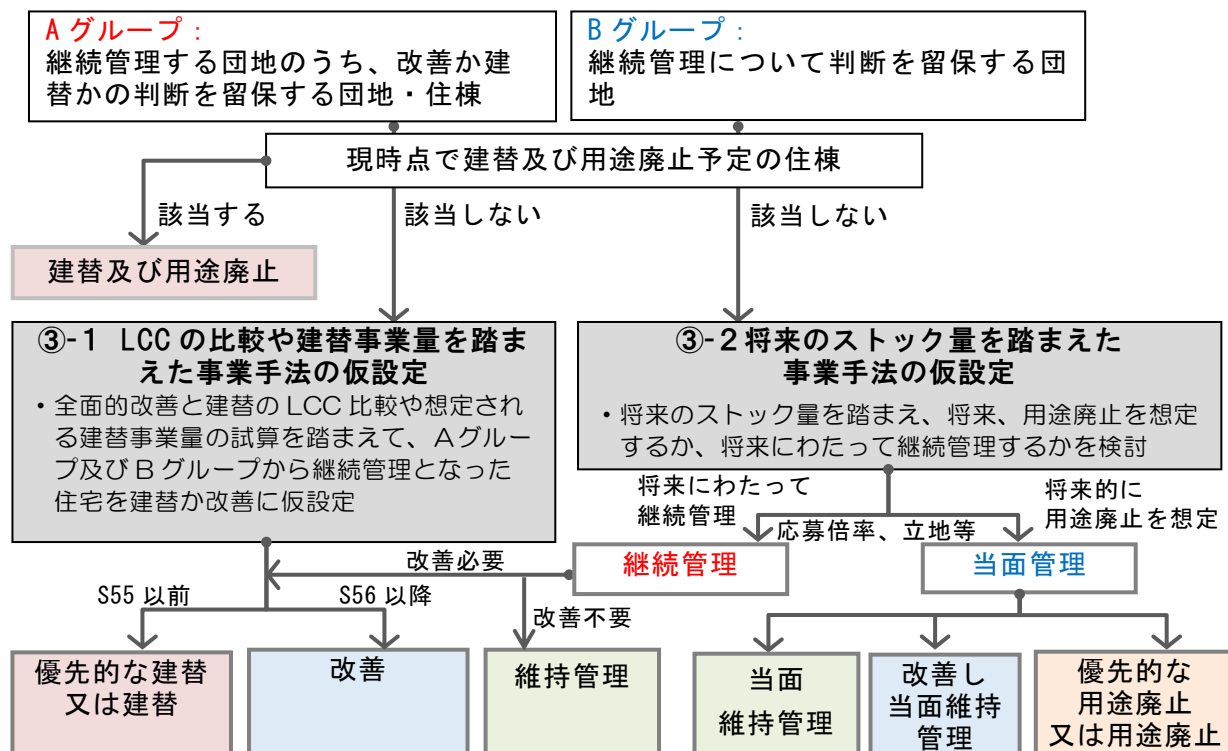 Aグループ：
継続管理する団地のうち、改善か建
替かの判断を留保する団地・住棟
Bグループ：
継続管理について判断を留保する団
地
現時点で建替及び用途廃止予定の住棟
該当する
該当しない
該当しない
建替及び用途廃止
③-1 LCCの比較や建替事業量を踏ま
えた事業手法の仮設定
・全面的改善と建替のLCC比較や想定され
る建替事業量の試算を踏まえて、Aグルー
プ及びBグループから継続管理となった
住宅を建替か改善に仮設定
③-2将来のストック量を踏まえた
事業手法の仮設定
・将来のストック量を踏まえ、将来、用途廃止を想定
するか、将来にわたって継続管理するかを検討
将来にわたって
継続管理
応募倍率、立地等
将来的に
用途廃止を想定
改善必要
継続管理
当面管理
S55以前
S56以降
改善不要
優先的な建替
又は建替
改善
維持管理
当面
維持管理
改善し
当面維持
管理
優先的な
用途廃止
又は用途廃止